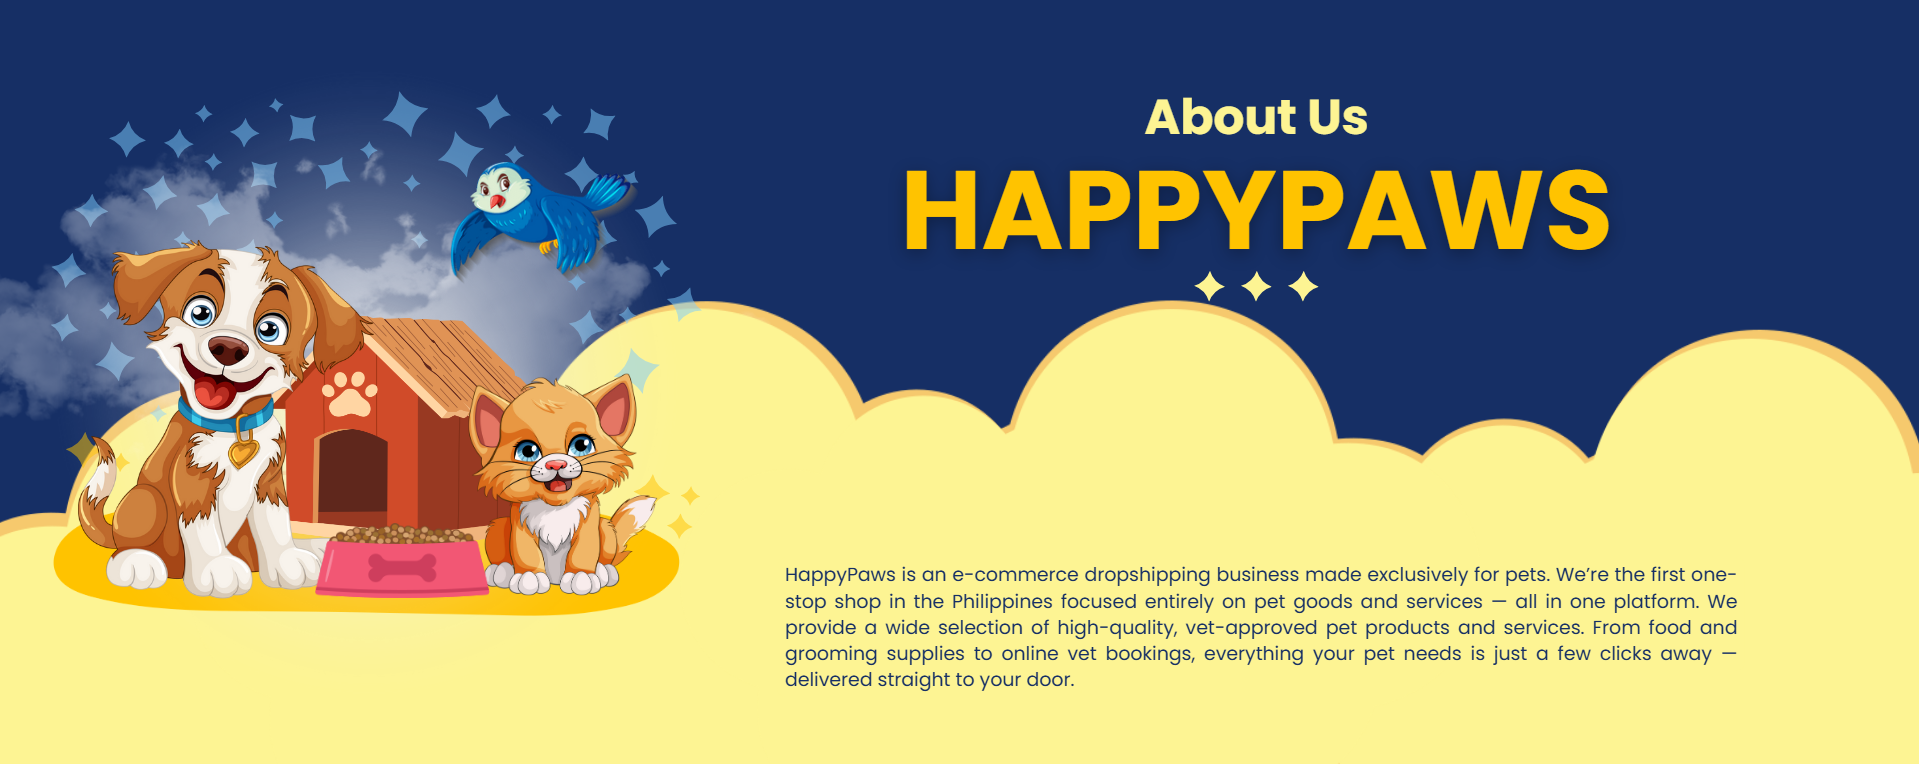 About Us
HAPPYPAWS
HappyPaws is an e-commerce dropshipping business made exclusively for pets. We’re the first one-
stop shop in the Philippines focused entirely on pet goods and services — all in one platform. We
provide a wide selection of high-quality, vet-approved pet products and services. From food and
grooming supplies to online vet bookings, everything your pet needs is just a few clicks away —
delivered straight to your door.